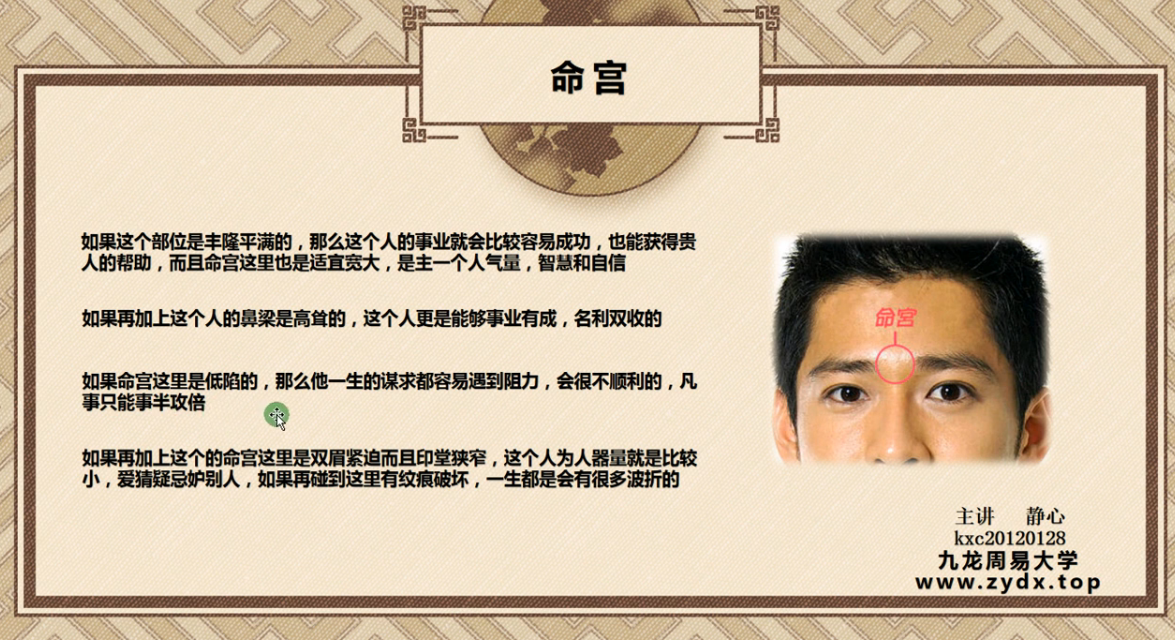 命宫
如果这个部位是丰隆平满的，那么这个人的事业就会比较容易成功，也能获得贵
人的帮助，而且命宫这里也是适宜宽大，是主一个人气量，智慧和自信
如果再加上这个人的鼻梁是高耸的，这个人更是能够事业有成，名利双收的
如果命宫这里是低陷的，那么他一生的谋求都容易遇到阻力，会很不顺利的，凡
事只能事半攻倍
如果再加上这个的命宫这里是双眉紧迫而且印堂狭窄，这个人为人器量就是比较
小，爱猜疑忌妒别人，如果再碰到这里有纹痕破坏，一生都是会有很多波折的
命宫
主讲 静心
kxc20120128
九龙周易大学
www.zydx.top